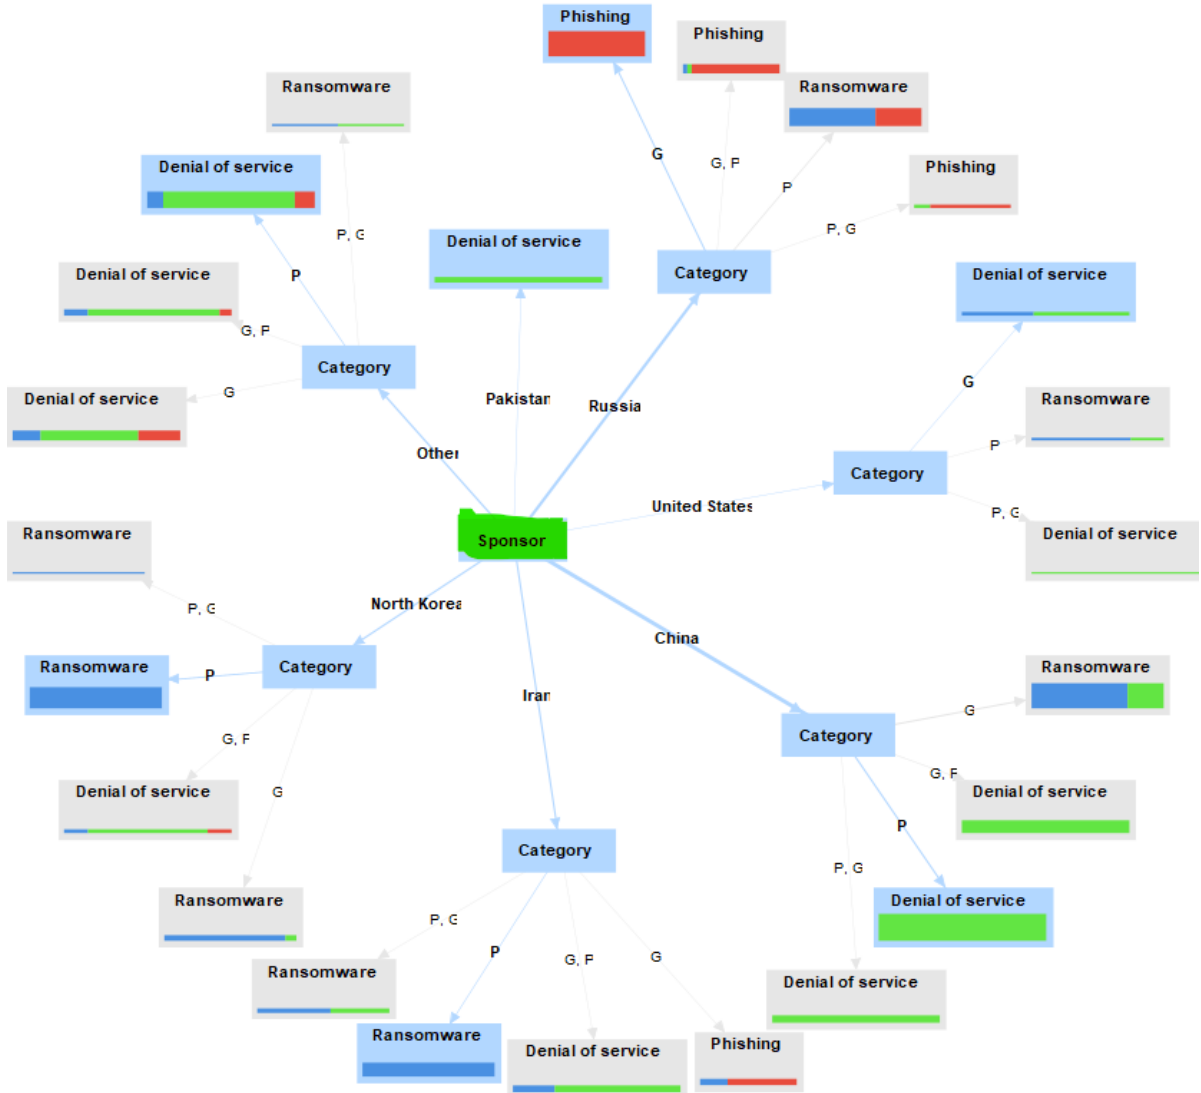 Phishing
Phishing
Ransomware
Ransomware
Denial of service
G
G, P
P
Phishing
P, G
P, G
Denial of service
Category
Denial of service
Denial of service
P
G, P
Category
G
Denial of service
G
Pakistan
Russia
Ransomware
Other
P
Category
United States
P, G
Sponsor
Denial of service
Ransomware
North Korea
P, G
China
Ransomware
P
Category
Ransomware
Iran
G
Category
G, P
G, P
Denial of service
G
Denial of service
P
Category
P, G
Denial of service
Ransomware
P, G
P
G, P
G
Ransomware
Denial of service
Ransomware
Denial of service
Phishing